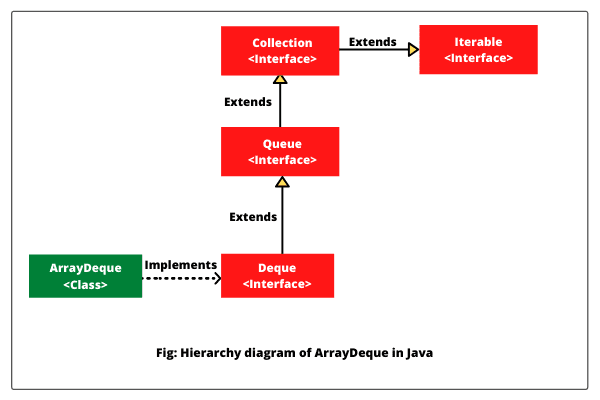 Collection
<Interface>
Extends
Iterable
<Interface>
Extends
Queue
<Interface>
Extends
ArrayDeque
<Class>
Implements
Deque
<Interface>
Fig: Hierarchy diagram of ArrayDeque in Java